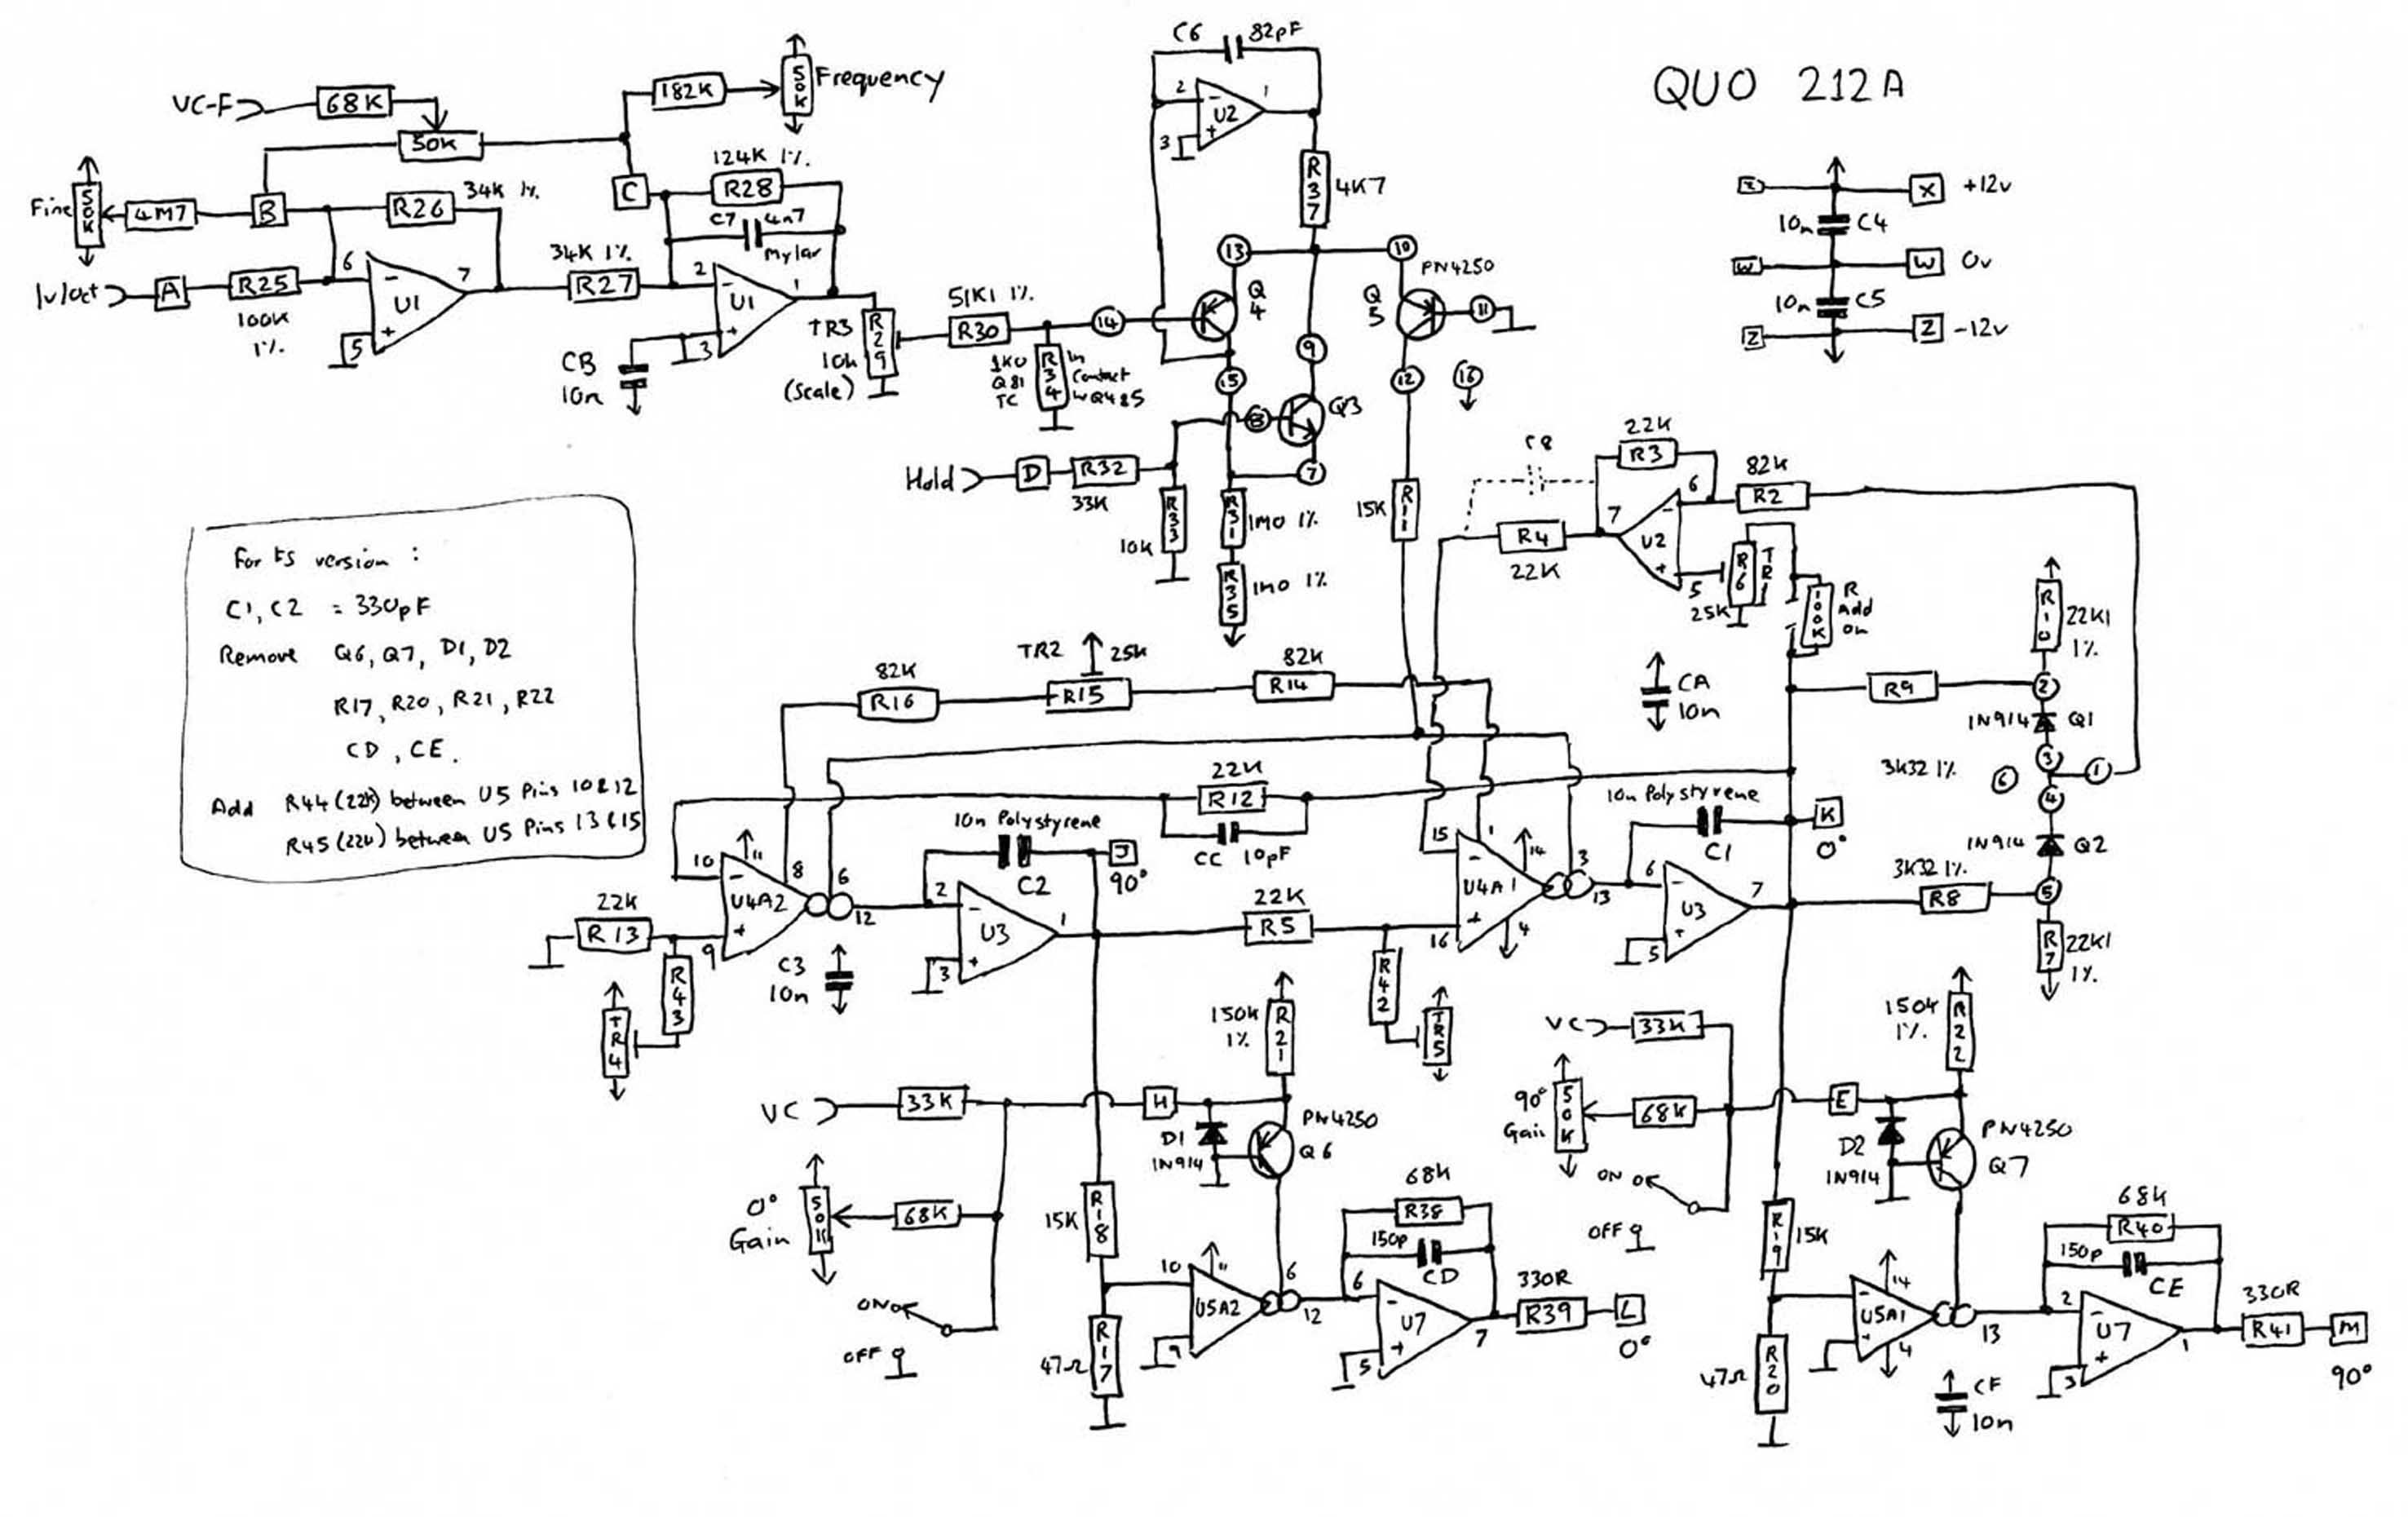 QUO 212A
C6 82pF
2 - 1
U2
3 +
VC-F 68K
50K
182K 50K Frequency
Fine 50K 4M7 B R26 34K 1%
C R28 124K 1%
C7 4n7
Mylar
1v/oct A R25
100K
1%
6 - 7
U1
5 +
34K 1%
R27
2 - 1
U1
3 +
CB
10n
TR3 R29
10k
(Scale)
51K1 1%
R30
14
1K0 R34 In
Q81 Contact
TC W Q4&5
R37 4K7
13 10
Q4
Q5
PN4250
11
15 9 12 16
8 Q3
7
Hold D R32
33K
R33
10K
R31 1M0 1%
R35 1M0 1%
15K R11
X +12v
10n C4
W W 0v
10n C5
Z Z -12v
C8
22K
R3
82K
R2
R4
22K
7 6 -
U2
+ 5
R6 TR1
25K
100K R
Add
on
R10 22K1
1%
For ES version :
C1, C2 = 330pF
Remove Q6, Q7, D1, D2
R17, R20, R21, R22
CD, CE.
Add R44 (22K) between U5 Pins 10&12
R45 (22K) between U5 Pins 13&15
82K
R16
TR2 25K
R15
82K
R14
CA
10n
R9 2
1N914 Q1
3K32 1%
3 1
6
4
1N914 Q2
3K32 1%
R8 5
R7 22K1
1%
22K
R12
CC 10pF
10n Polystyrene
C2
J
90°
10n Polystyrene
C1
K
0°
10 - 11
8 6
U4A2
9 + 12
22K
R13
R43
TR4
C3
10n
2 - 1
U3
3 +
22K
R5
R42
TR5
15 - 1
14
3
U4A1
16 + 4
13
6 - 7
U3
5 +
VC 33K
H
0°
Gain
50K 68K
ON
OFF
150K
1%
R21
PN4250
Q6
D1
1N914
15K R18
47Ω R17
10 11
6
U5A2
9 12
68K
R38
150p
CD
6 - 7
U7
5 +
330R
R39 L
0°
VC 33K
90°
Gain
50K 68K
E
ON
OFF
150K
1%
R22
PN4250
Q7
D2
1N914
R19 15K
47Ω R20
- 14
U5A1
+ 4
13
CF
10n
68K
R40
150p
CE
2 - 1
U7
3 +
330R
R41 M
90°